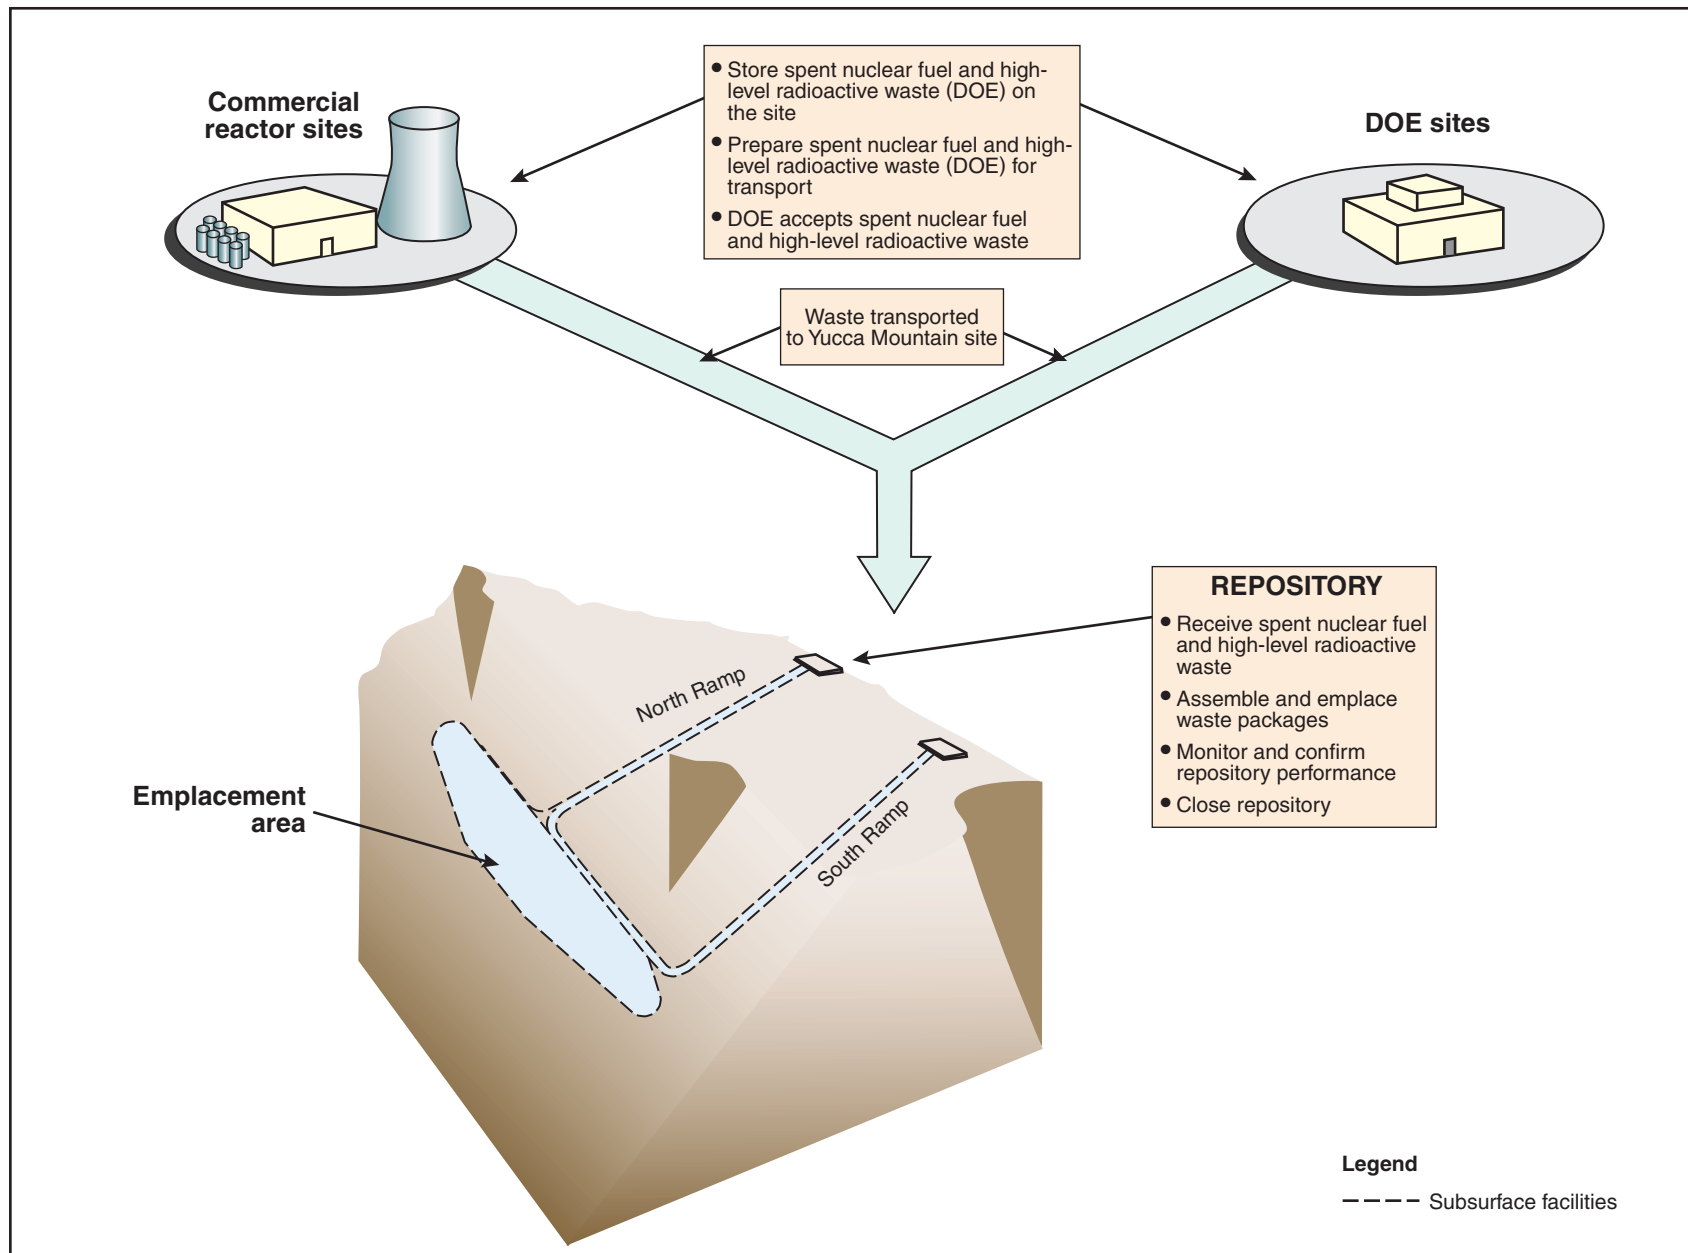 Commercial
reactor sites
• Store spent nuclear fuel and high-
level radioactive waste (DOE) on
the site
• Prepare spent nuclear fuel and high-
level radioactive waste (DOE) for
transport
• DOE accepts spent nuclear fuel
and high-level radioactive waste
DOE sites
Waste transported
to Yucca Mountain site
REPOSITORY
• Receive spent nuclear fuel
and high-level radioactive
waste
• Assemble and emplace
waste packages
• Monitor and confirm
repository performance
• Close repository
North Ramp
South Ramp
Emplacement
area
Legend
Subsurface facilities